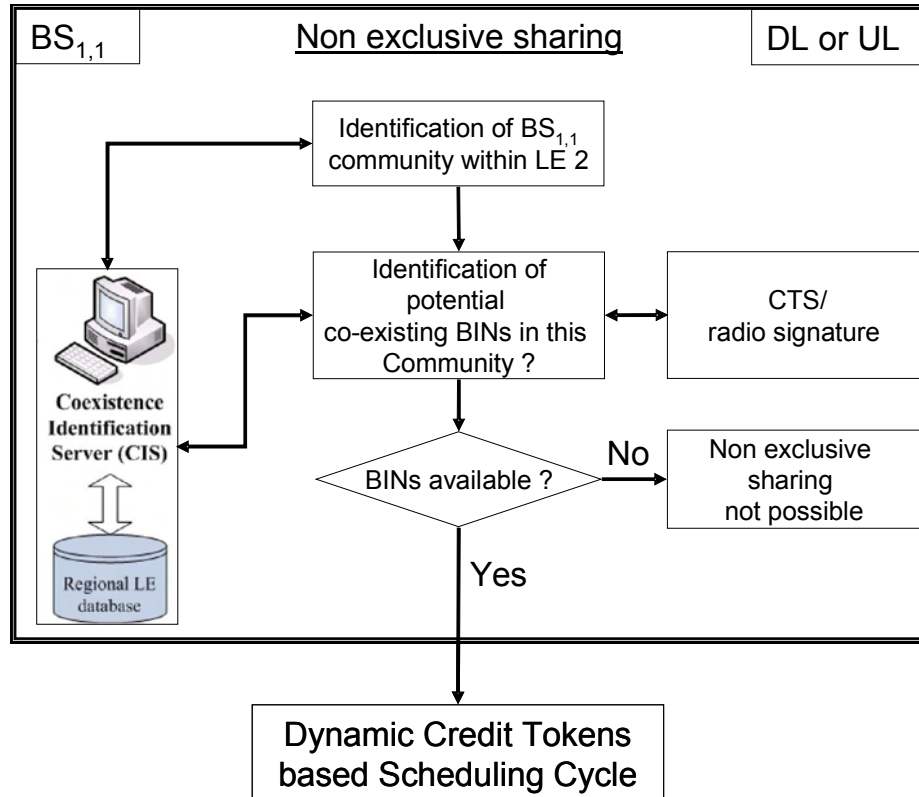 BS1,1
Non exclusive sharing
DL or UL
Identification of BS1,1
community within LE 2
Identification of
potential
co-existing BINs in this
Community ?
CTS/
radio signature
Coexistence
Identification
Server (CIS)
Regional LE
database
BINs available ?
No
Non exclusive
sharing
not possible
Yes
Dynamic Credit Tokens
based Scheduling Cycle